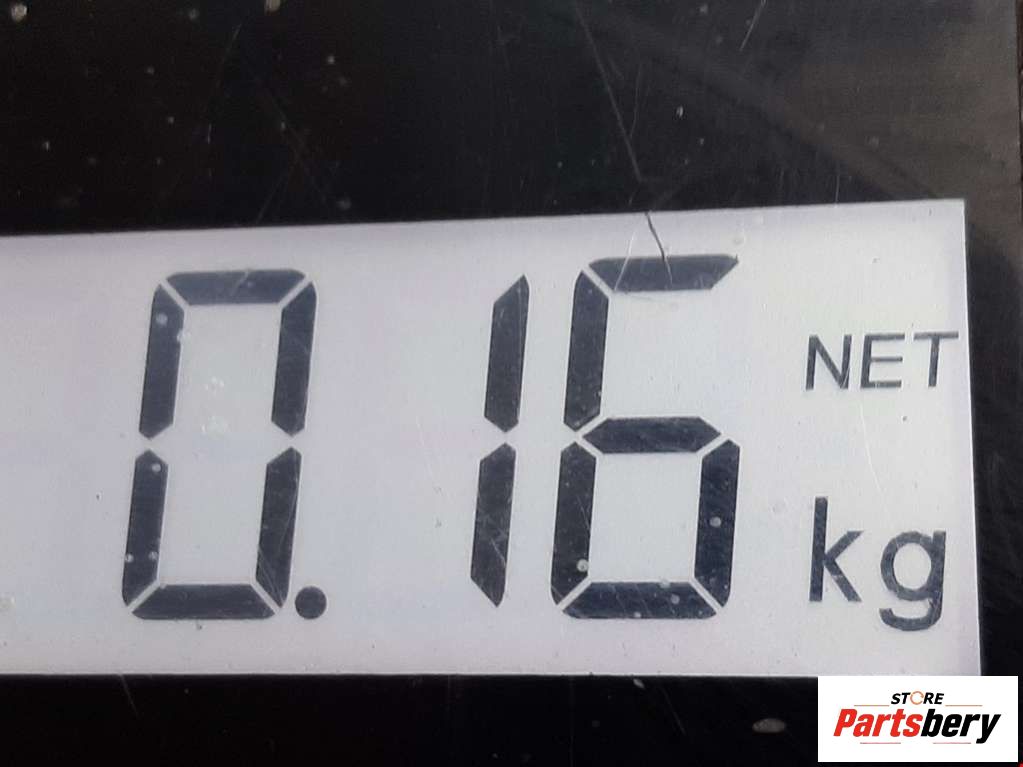 0.16 NET
kg
STORE
Partsbery